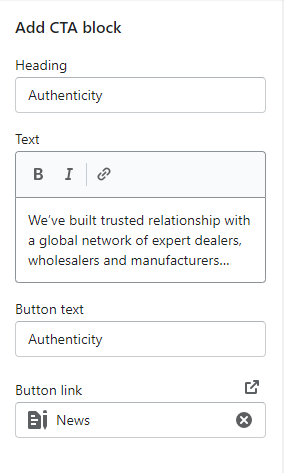 Add CTA block
Heading
Authenticity
Text
B I
We’ve built trusted relationship with
a global network of expert dealers,
wholesalers and manufacturers...
Button text
Authenticity
Button link
News